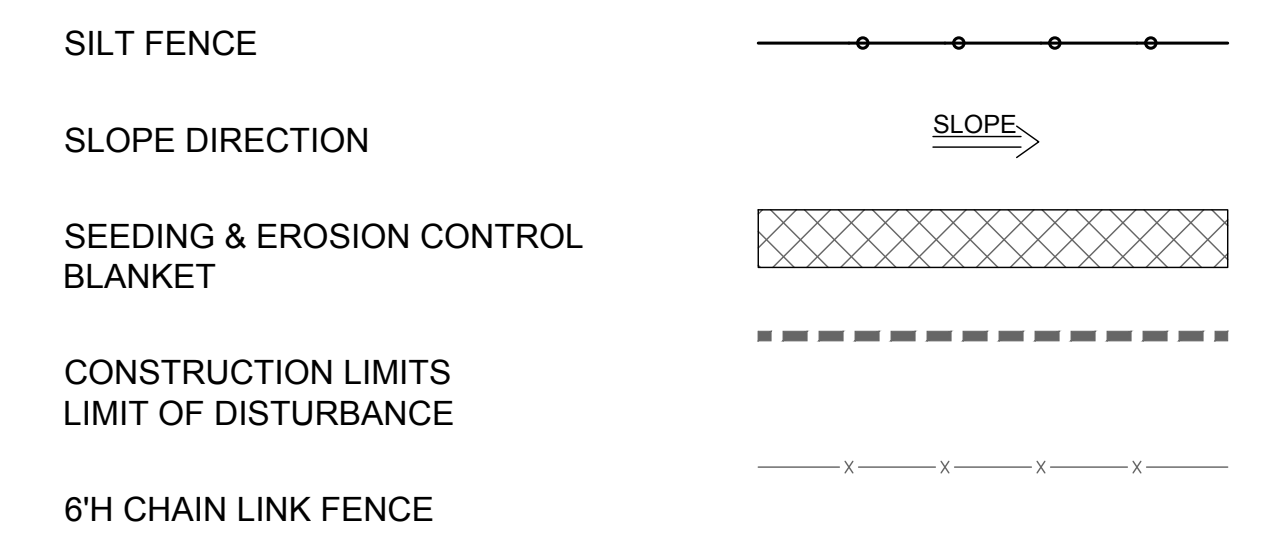 SILT FENCE
SLOPE DIRECTION
SLOPE
SEEDING & EROSION CONTROL
BLANKET
CONSTRUCTION LIMITS
LIMIT OF DISTURBANCE
X X X X
6'H CHAIN LINK FENCE